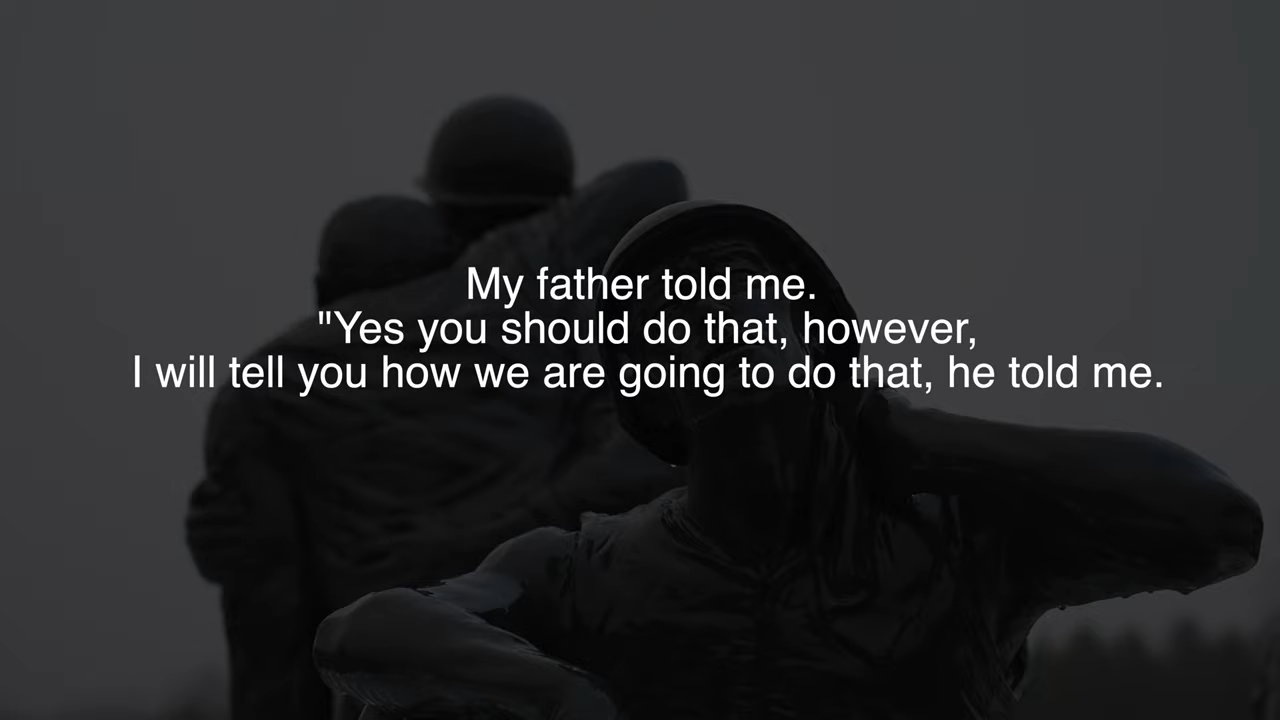 My father told me.
"Yes you should do that, however,
I will tell you how we are going to do that, he told me.